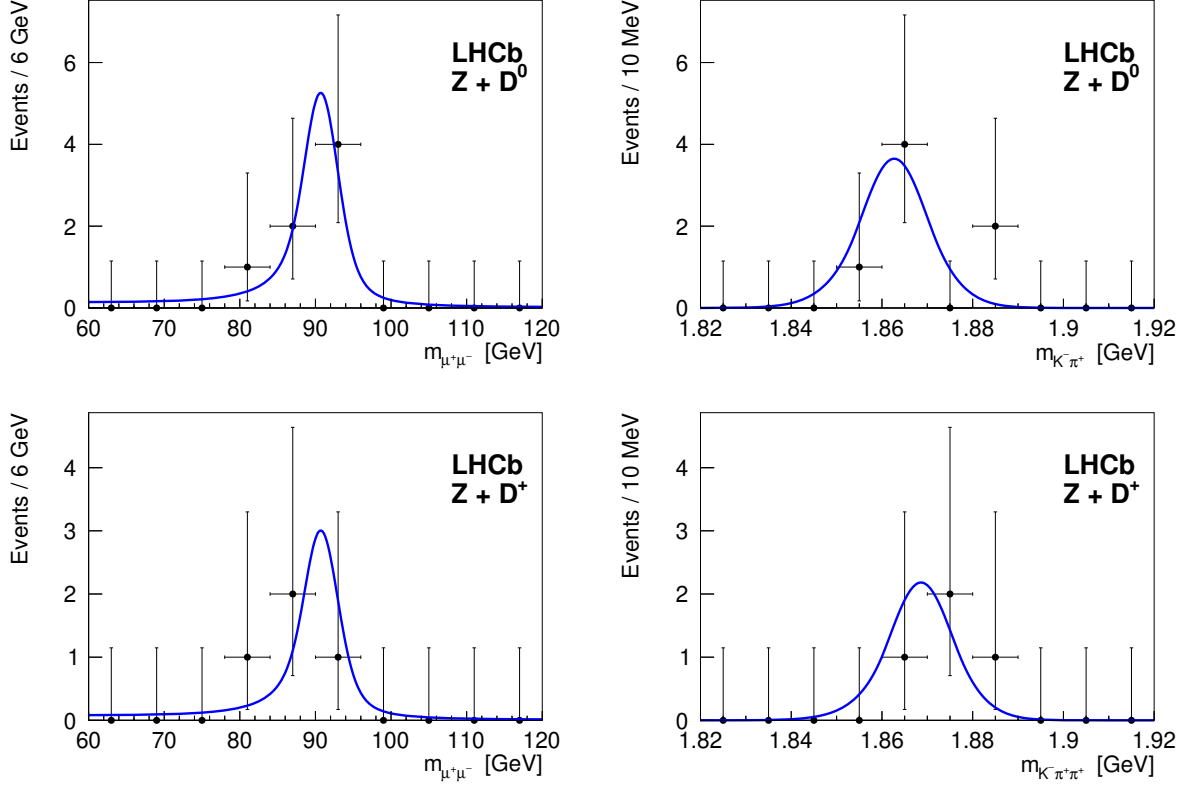 Events / 6 GeV
6
4
2
0
LHCb
Z + D⁰
60 70 80 90 100 110 120
m μ⁺μ⁻ [GeV]
Events / 10 MeV
6
4
2
0
LHCb
Z + D⁰
1.82 1.84 1.86 1.88 1.9 1.92
m K⁻π⁺ [GeV]
Events / 6 GeV
4
3
2
1
0
LHCb
Z + D⁺
60 70 80 90 100 110 120
m μ⁺μ⁻ [GeV]
Events / 10 MeV
4
3
2
1
0
LHCb
Z + D⁺
1.82 1.84 1.86 1.88 1.9 1.92
m K⁻π⁺π⁺ [GeV]